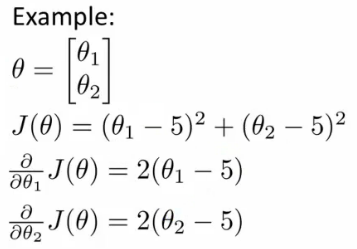 Example:
θ = [θ₁
θ₂]
J(θ) = (θ₁ − 5)² + (θ₂ − 5)²
∂/∂θ₁ J(θ) = 2(θ₁ − 5)
∂/∂θ₂ J(θ) = 2(θ₂ − 5)